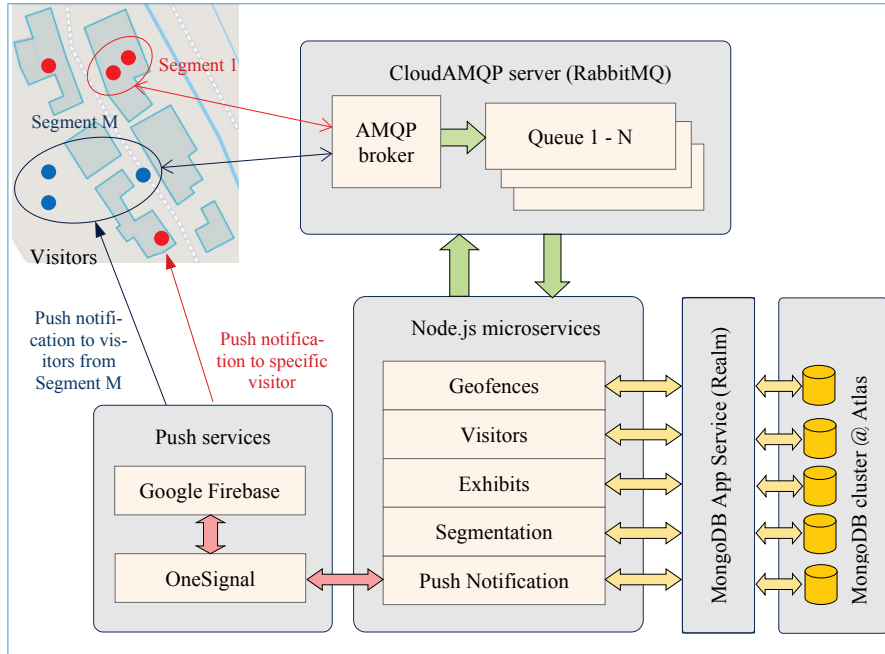 Segment 1
Segment M
Visitors
CloudAMQP server (RabbitMQ)
AMQP
broker
Queue 1 - N
Push notifi-
cation to vis-
itors from
Segment M
Push notifica-
tion to specific
visitor
Node.js microservices
Geofences
Visitors
Exhibits
Segmentation
Push Notification
Push services
Google Firebase
OneSignal
MongoDB App Service (Realm)
MongoDB cluster @ Atlas